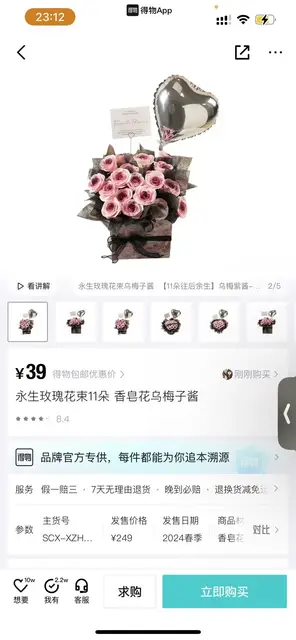 23:12
得物App
看讲解
永生玫瑰花束乌梅子酱 【11朵往后余生】乌梅紫酱-... 2/5
¥39 得物包邮优惠价 刚刚购买
永生玫瑰花束11朵 香皂花乌梅子酱
8.4
得物 品牌官方专供，每件都能为你追本溯源
服务 假一赔三 · 7天无理由退货 · 晚到必赔 · 退换货减免运
参数 主货号 发售价格 发售日期 商品材 对比
SCX-XZH... ¥249 2024春季 香皂花
10w 2.2w
想要 我有 客服 求购 立即购买